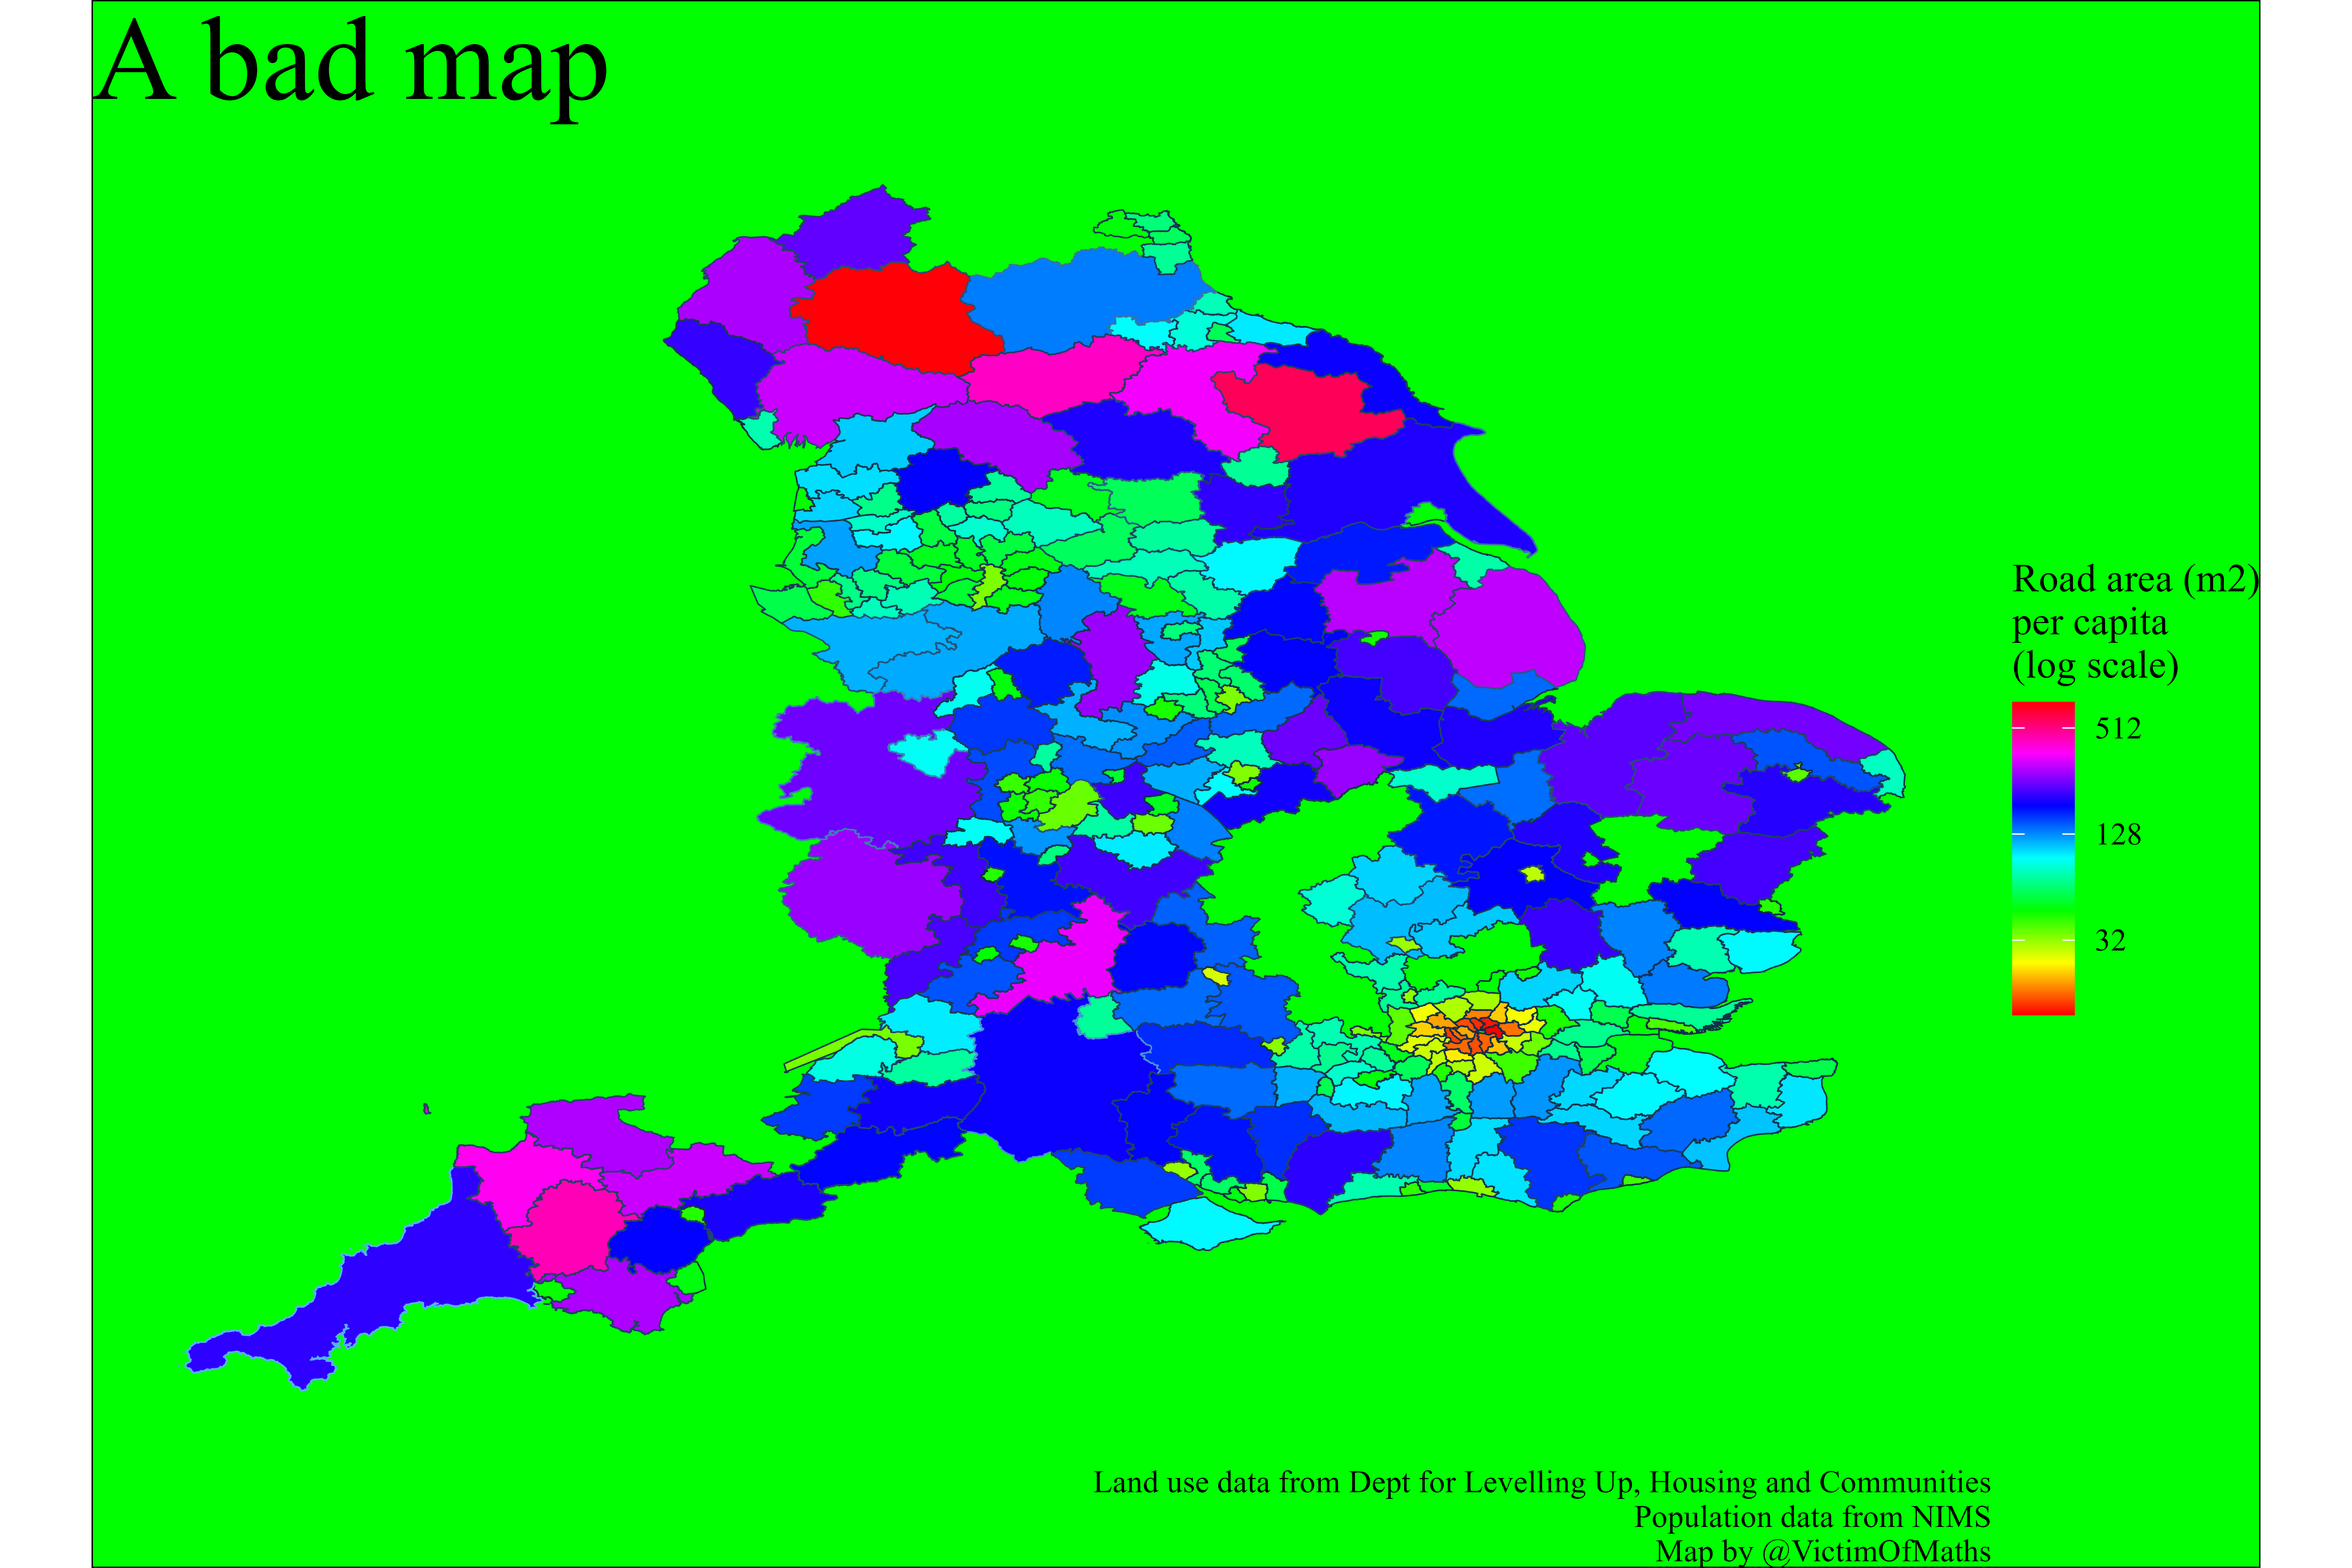 A bad map
Road area (m2)
per capita
(log scale)
512
128
32
Land use data from Dept for Levelling Up, Housing and Communities
Population data from NIMS
Map by @VictimOfMaths